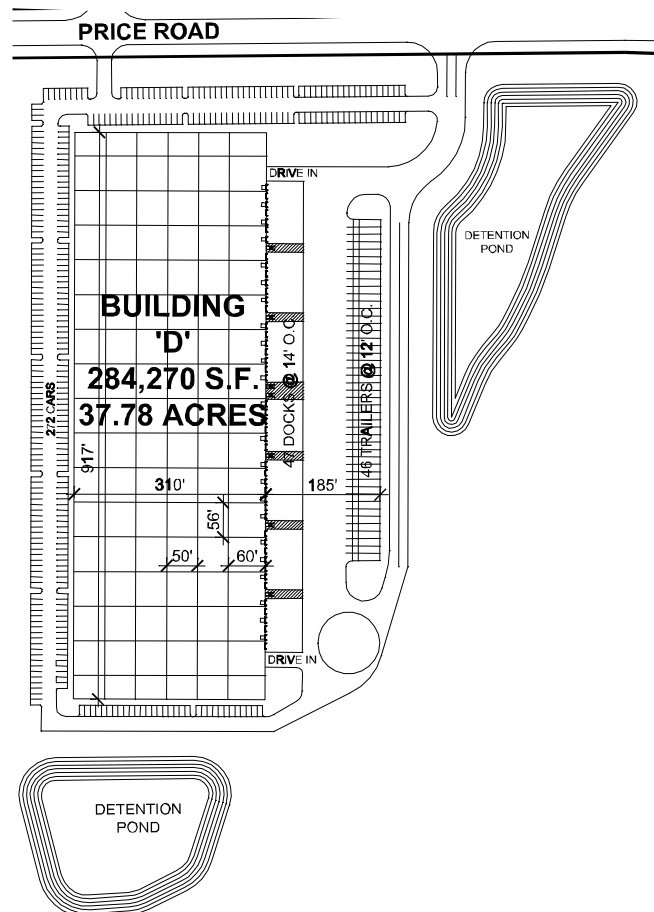 PRICE ROAD
DRIVE IN
DETENTION
POND
BUILDING
'D'
284,270 S.F.
37.78 ACRES
272 CARS
47 DOCKS @ 14' O.C.
46 TRAILERS @ 12' O.C.
917'
310'
185'
56'
50'
60'
DRIVE IN
DETENTION
POND